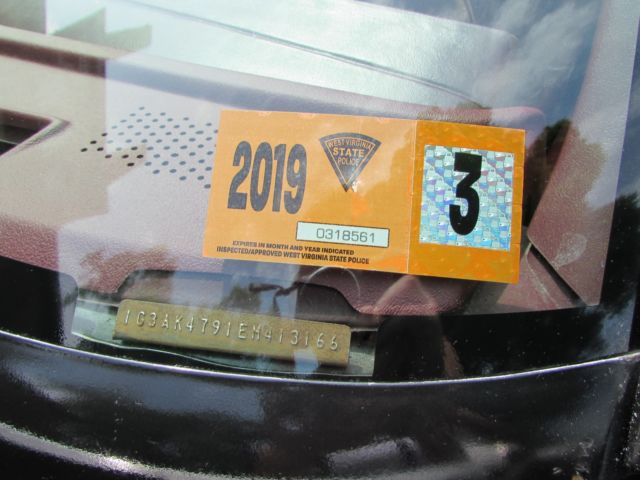 2019
WEST VIRGINIA
STATE
POLICE
0318561
EXPIRES IN MONTH AND YEAR INDICATED
INSPECTED/APPROVED WEST VIRGINIA STATE POLICE
3
1G3AK4791EM413166